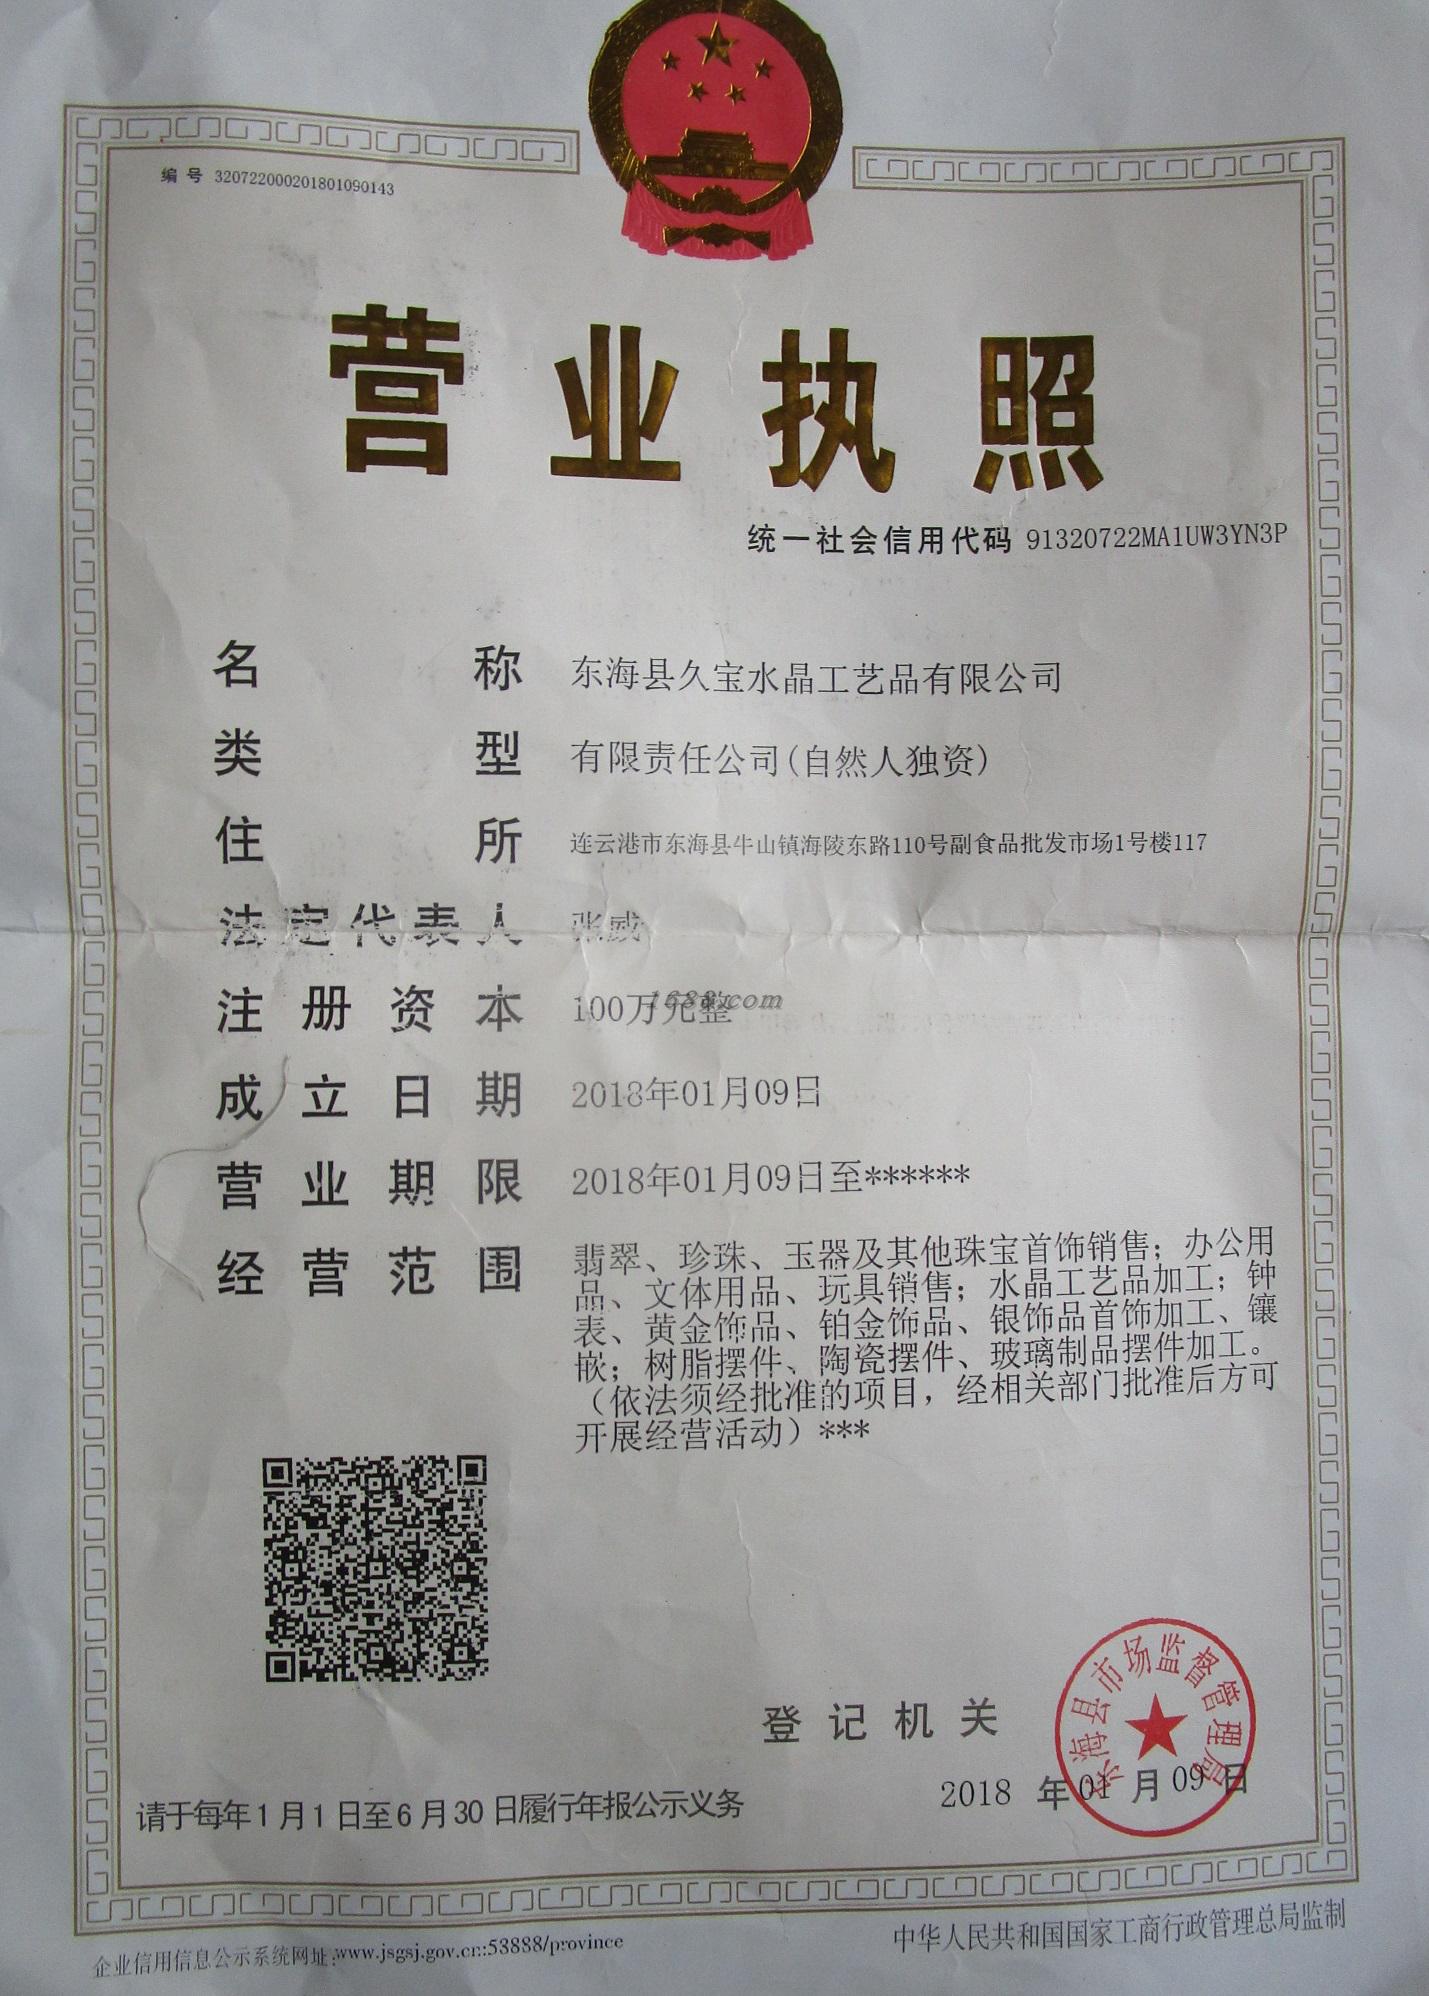 编号 320722000201801090143
营业执照
统一社会信用代码 91320722MA1UW3YN3P
名称 东海县久宝水晶工艺品有限公司
类型 有限责任公司(自然人独资)
住所 连云港市东海县牛山镇海陵东路110号副食品批发市场1号楼117
法定代表人 张威
注册资本 100万元整
1688.com
成立日期 2018年01月09日
营业期限 2018年01月09日至******
经营范围 翡翠、珍珠、玉器及其他珠宝首饰销售；办公用
品、文体用品、玩具销售；水晶工艺品加工；钟
表、黄金饰品、铂金饰品、银饰品首饰加工、镶
嵌；树脂摆件、陶瓷摆件、玻璃制品摆件加工。
（依法须经批准的项目，经相关部门批准后方可
开展经营活动）***
登记机关
东海县市场监督管理局
2018 年 01 月 09 日
请于每年1月1日至6月30日履行年报公示义务
企业信用信息公示系统网址:www.jsgsj.gov.cn:53888/province
中华人民共和国国家工商行政管理总局监制